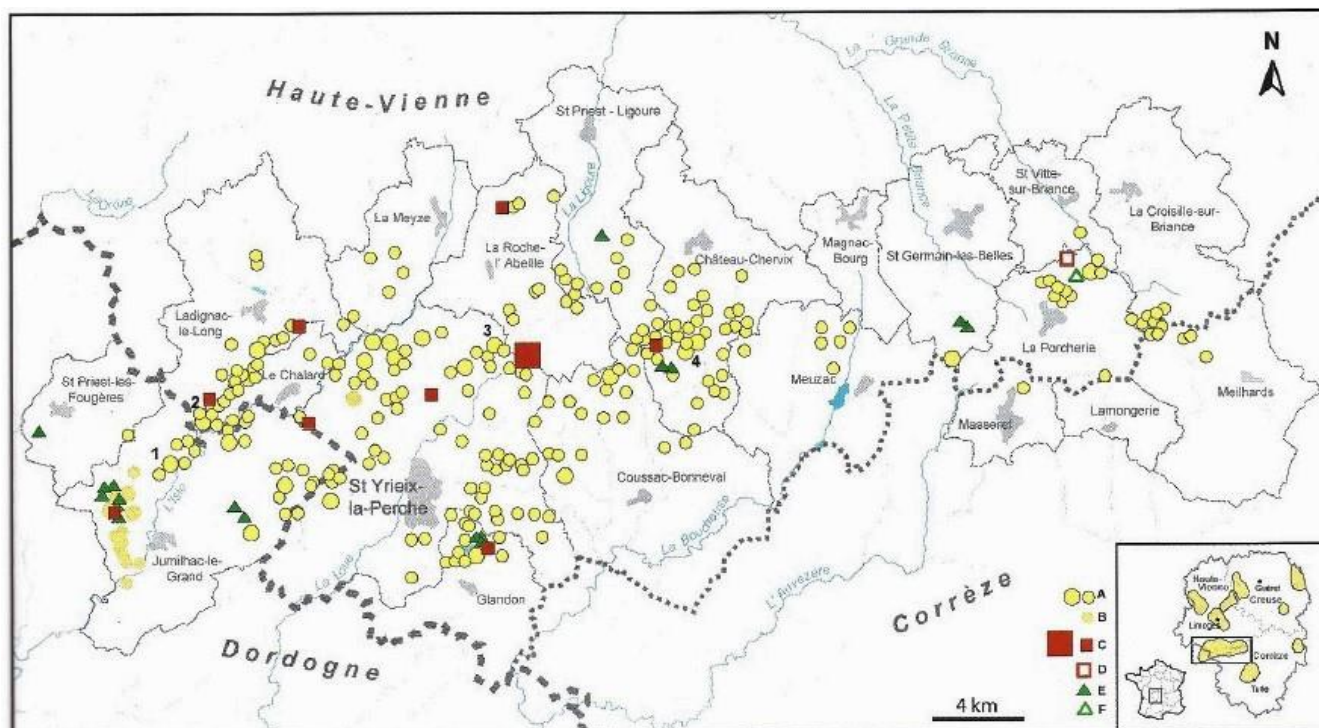 N
Haute-Vienne
St Priest - Ligoure
La Grande Briance
La Petite Briance
La Ligoure
La Meyze
La Roche-
l' Abeille
Château-Chervix
Magnac-
Bourg
St Germain-les-Belles
St Vitte-
sur-Briance
La Croisille-sur-
Briance
Ladignac-
le-Long
Le Chalard
St Priest-les-
Fougères
1
2
3
4
Meuzac
La Porcherie
Masseret
Lamongerie
Meilhards
St Yrieix-
la-Perche
Coussac-Bonneval
L'Isle
Jumilhac-le-
Grand
La Loue
Glandon
La Boucheuse
L'Auvezère
Dordogne
Corrèze
4 km
A
B
C
D
E
F
Haute-
Vienne
Guéret
Creuse
Limoges
Corrèze
Tulle